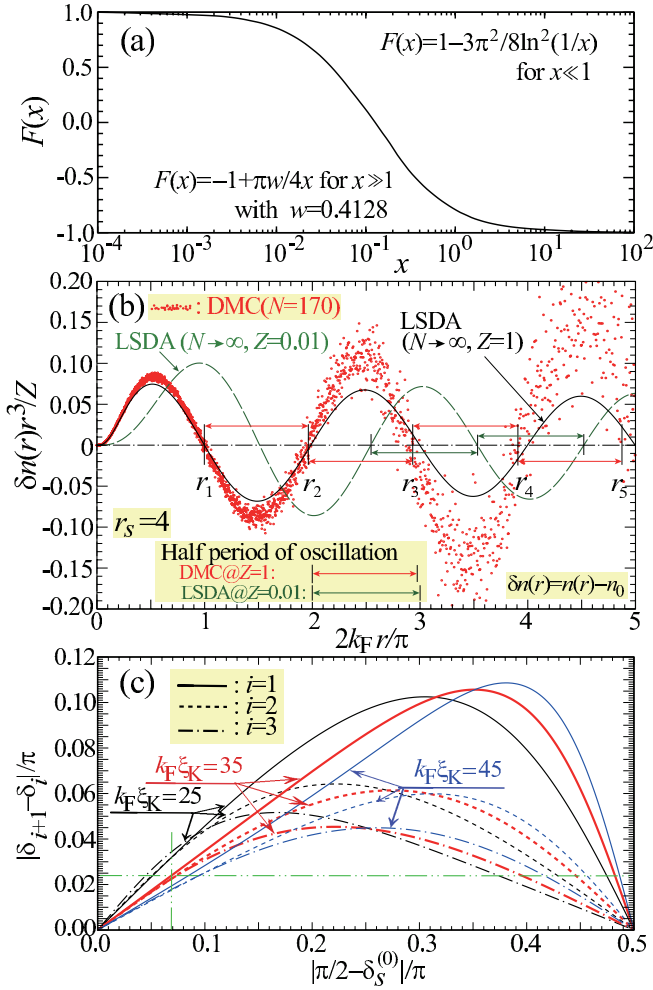 (a)
F(x)=1−3π²/8ln²(1/x)
for x≪1
F(x)=−1+πw/4x for x≫1
with w=0.4128
F(x)
1.0
0.5
0.0
-0.5
-1.0
10⁻⁴ 10⁻³ 10⁻² 10⁻¹ 10⁰ 10¹ 10²
x
(b)
: DMC(N=170)
LSDA (N→∞, Z=0.01)
LSDA
(N→∞, Z=1)
δn(r)r³/Z
0.20
0.15
0.10
0.05
0
-0.05
-0.10
-0.15
-0.20
r₁ r₂ r₃ r₄ r₅
rₛ=4
Half period of oscillation
DMC@Z=1:
LSDA@Z=0.01:
δn(r)=n(r)−n₀
0 1 2 3 4 5
2k_F r/π
(c)
: i=1
: i=2
: i=3
k_Fξ_K=35
k_Fξ_K=45
k_Fξ_K=25
|δᵢ₊₁−δᵢ|/π
0.12
0.10
0.08
0.06
0.04
0.02
0.00
0.0 0.1 0.2 0.3 0.4 0.5
|π/2−δₛ⁽⁰⁾|/π